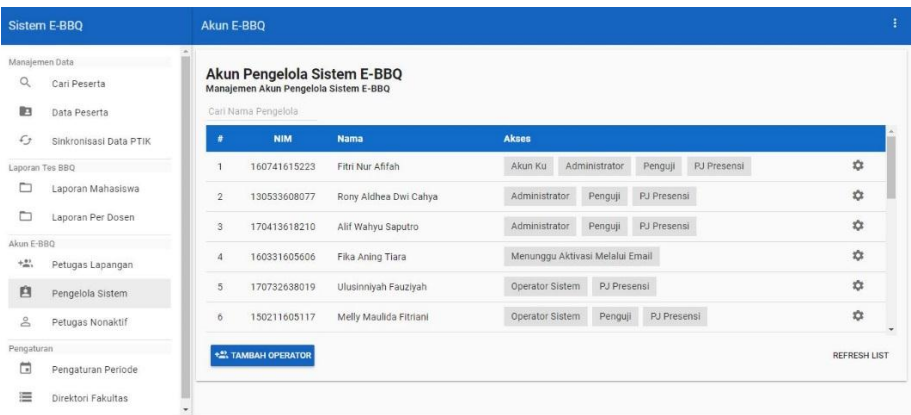 Sistem E-BBQ
Akun E-BBQ
Manajemen Data
Cari Peserta
Data Peserta
Sinkronisasi Data PTIK
Laporan Tes BBQ
Laporan Mahasiswa
Laporan Per Dosen
Akun E-BBQ
Petugas Lapangan
Pengelola Sistem
Petugas Nonaktif
Pengaturan
Pengaturan Periode
Direktori Fakultas
Akun Pengelola Sistem E-BBQ
Manajemen Akun Pengelola Sistem E-BBQ
Cari Nama Pengelola
# NIM Nama Akses
1 160741615223 Fitri Nur Afifah Akun Ku Administrator Penguji PJ Presensi
2 130533608077 Rony Aldhea Dwi Cahya Administrator Penguji PJ Presensi
3 170413618210 Alif Wahyu Saputro Administrator Penguji PJ Presensi
4 160331605606 Fika Aning Tiara Menunggu Aktivasi Melalui Email
5 170732638019 Ulusinniyah Fauziyah Operator Sistem PJ Presensi
6 150211605117 Melly Maulida Fitriani Operator Sistem Penguji PJ Presensi
TAMBAH OPERATOR
REFRESH LIST